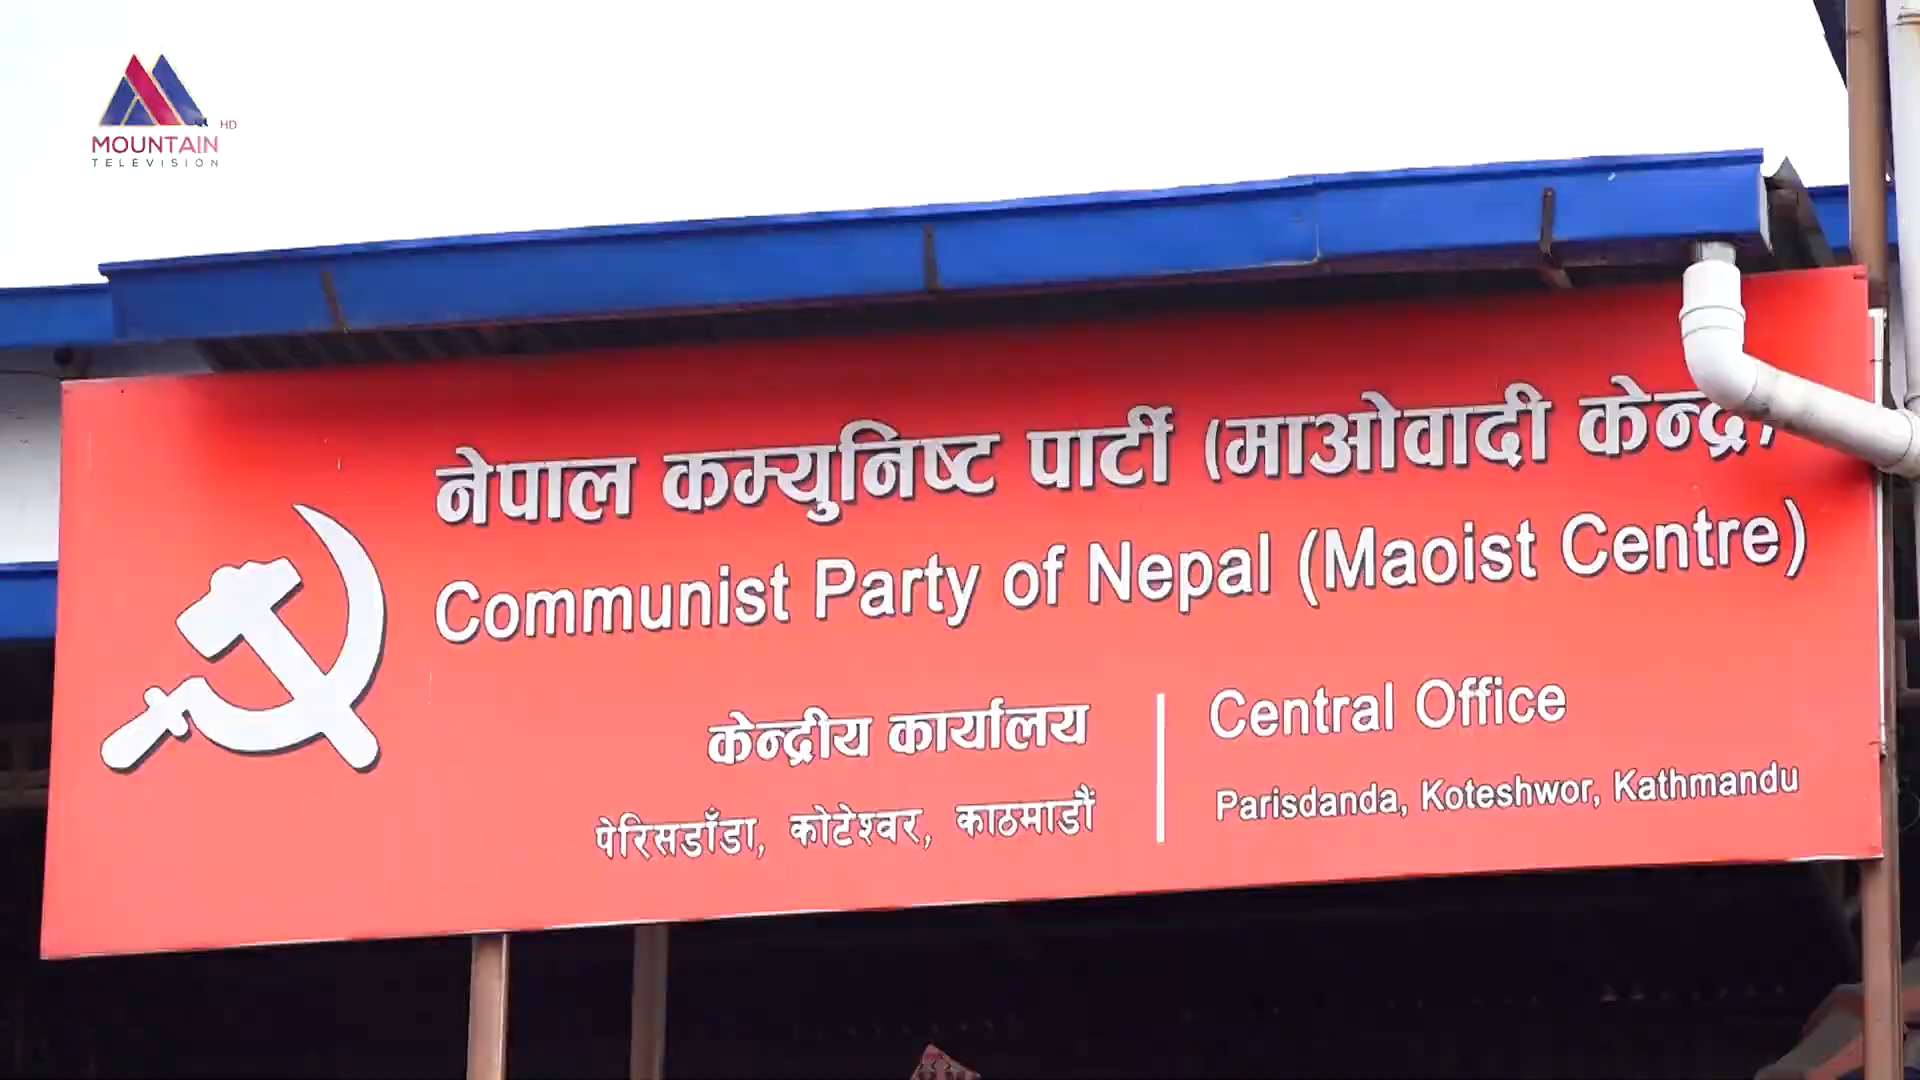 MOUNTAIN HD
TELEVISION
नेपाल कम्युनिष्ट पार्टी (माओवादी केन्द्र)
Communist Party of Nepal (Maoist Centre)
केन्द्रीय कार्यालय
पेरिसडाँडा, कोटेश्वर, काठमाडौं
Central Office
Parisdanda, Koteshwor, Kathmandu